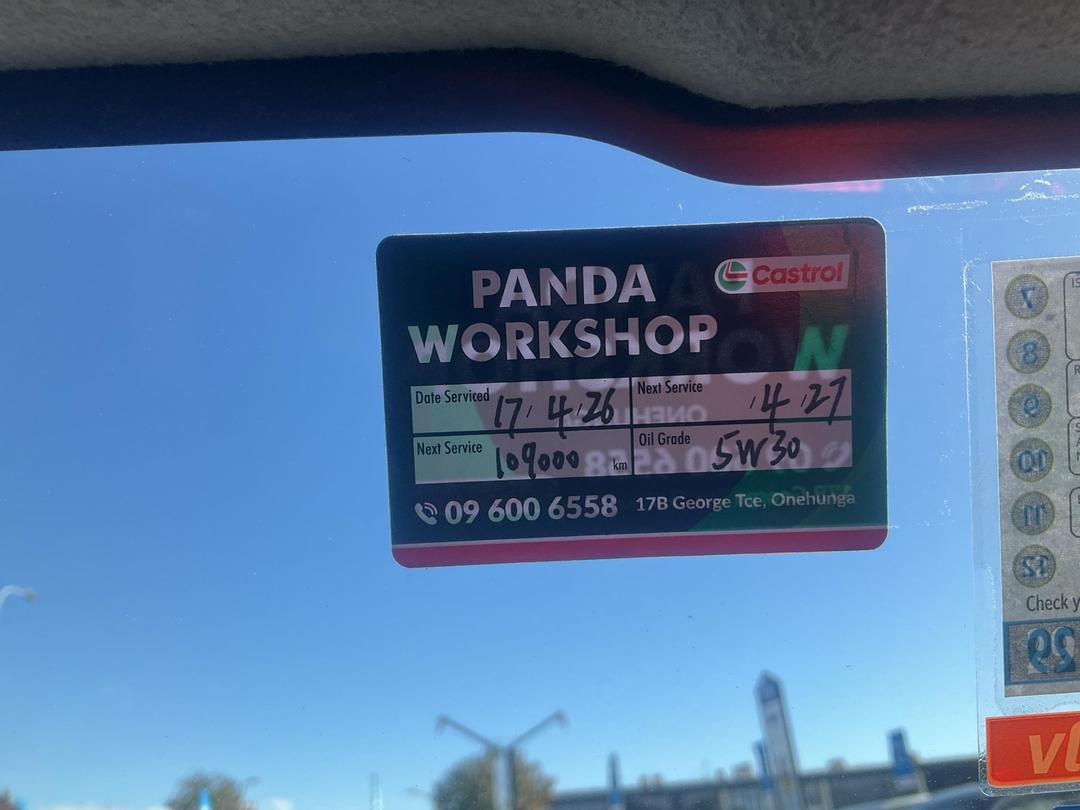 PANDA
WORKSHOP
Castrol
Date Serviced 17/4/26
Next Service /4/27
Next Service 109000 km
Oil Grade 5W30
09 600 6558
17B George Tce, Onehunga
7
8
9
10
11
12
Check
29